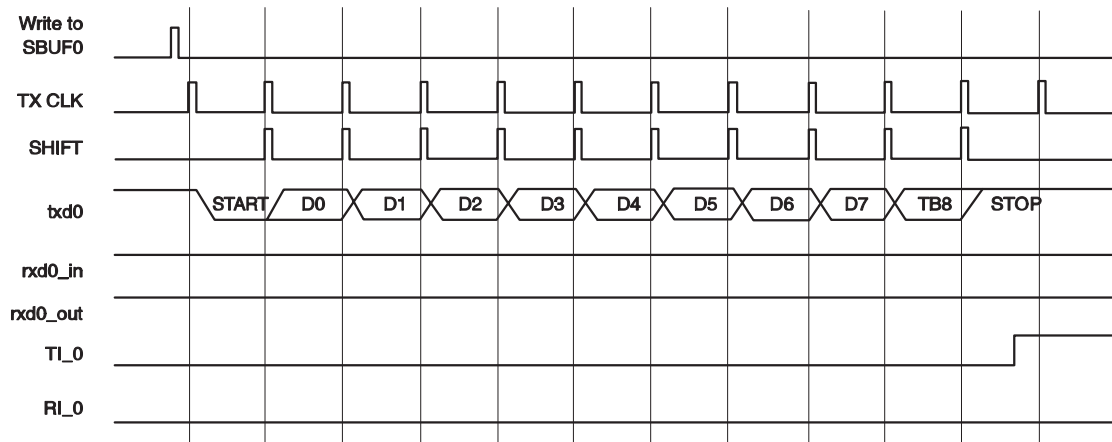 Write to
SBUF0
TX CLK
SHIFT
txd0
START D0 D1 D2 D3 D4 D5 D6 D7 TB8 STOP
rxd0_in
rxd0_out
TI_0
RI_0